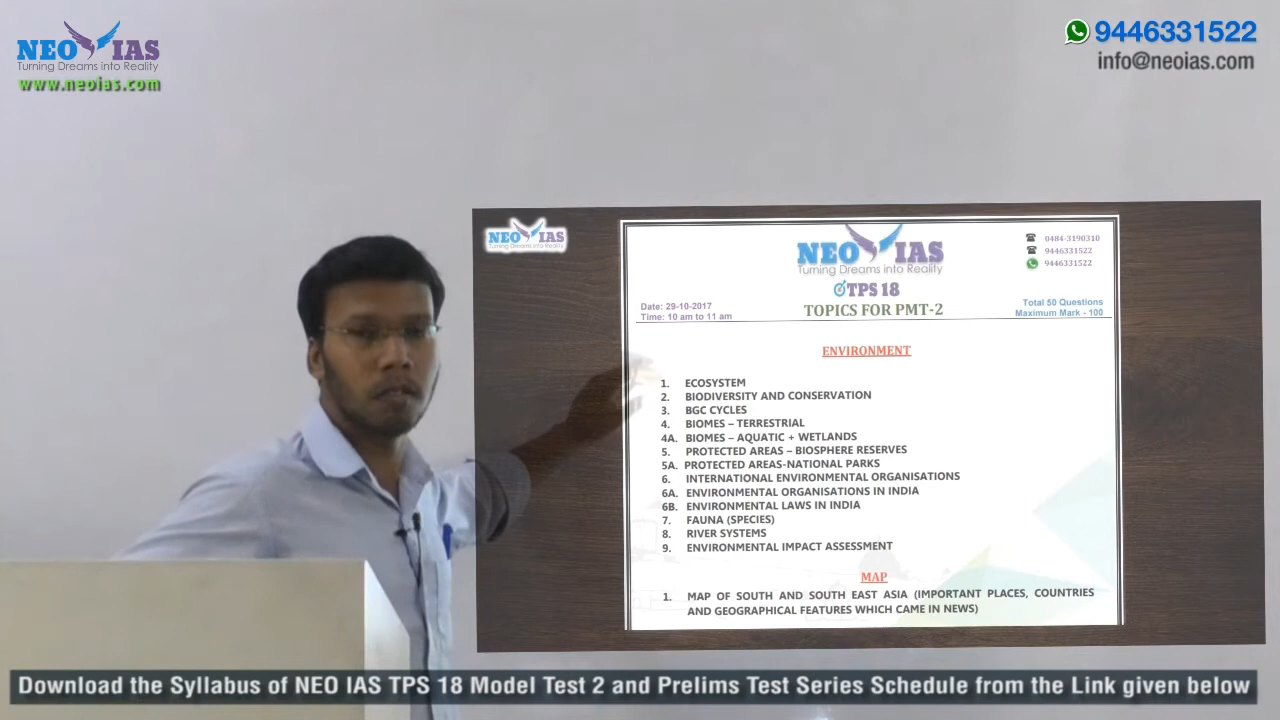 NEO IAS
Turning Dreams into Reality
www.neoias.com
9446331522
info@neoias.com
NEO IAS
Turning Dreams into Reality
NEO IAS
Turning Dreams into Reality
TPS 18
TOPICS FOR PMT-2
0484-3190310
9446331522
9446331522
Date: 29-10-2017
Time: 10 am to 11 am
Total 50 Questions
Maximum Mark - 100
ENVIRONMENT
1. ECOSYSTEM
2. BIODIVERSITY AND CONSERVATION
3. BGC CYCLES
4. BIOMES – TERRESTRIAL
4A. BIOMES – AQUATIC + WETLANDS
5. PROTECTED AREAS – BIOSPHERE RESERVES
5A. PROTECTED AREAS-NATIONAL PARKS
6. INTERNATIONAL ENVIRONMENTAL ORGANISATIONS
6A. ENVIRONMENTAL ORGANISATIONS IN INDIA
6B. ENVIRONMENTAL LAWS IN INDIA
7. FAUNA (SPECIES)
8. RIVER SYSTEMS
9. ENVIRONMENTAL IMPACT ASSESSMENT
MAP
1. MAP OF SOUTH AND SOUTH EAST ASIA (IMPORTANT PLACES, COUNTRIES
AND GEOGRAPHICAL FEATURES WHICH CAME IN NEWS)
Download the Syllabus of NEO IAS TPS 18 Model Test 2 and Prelims Test Series Schedule from the Link given below